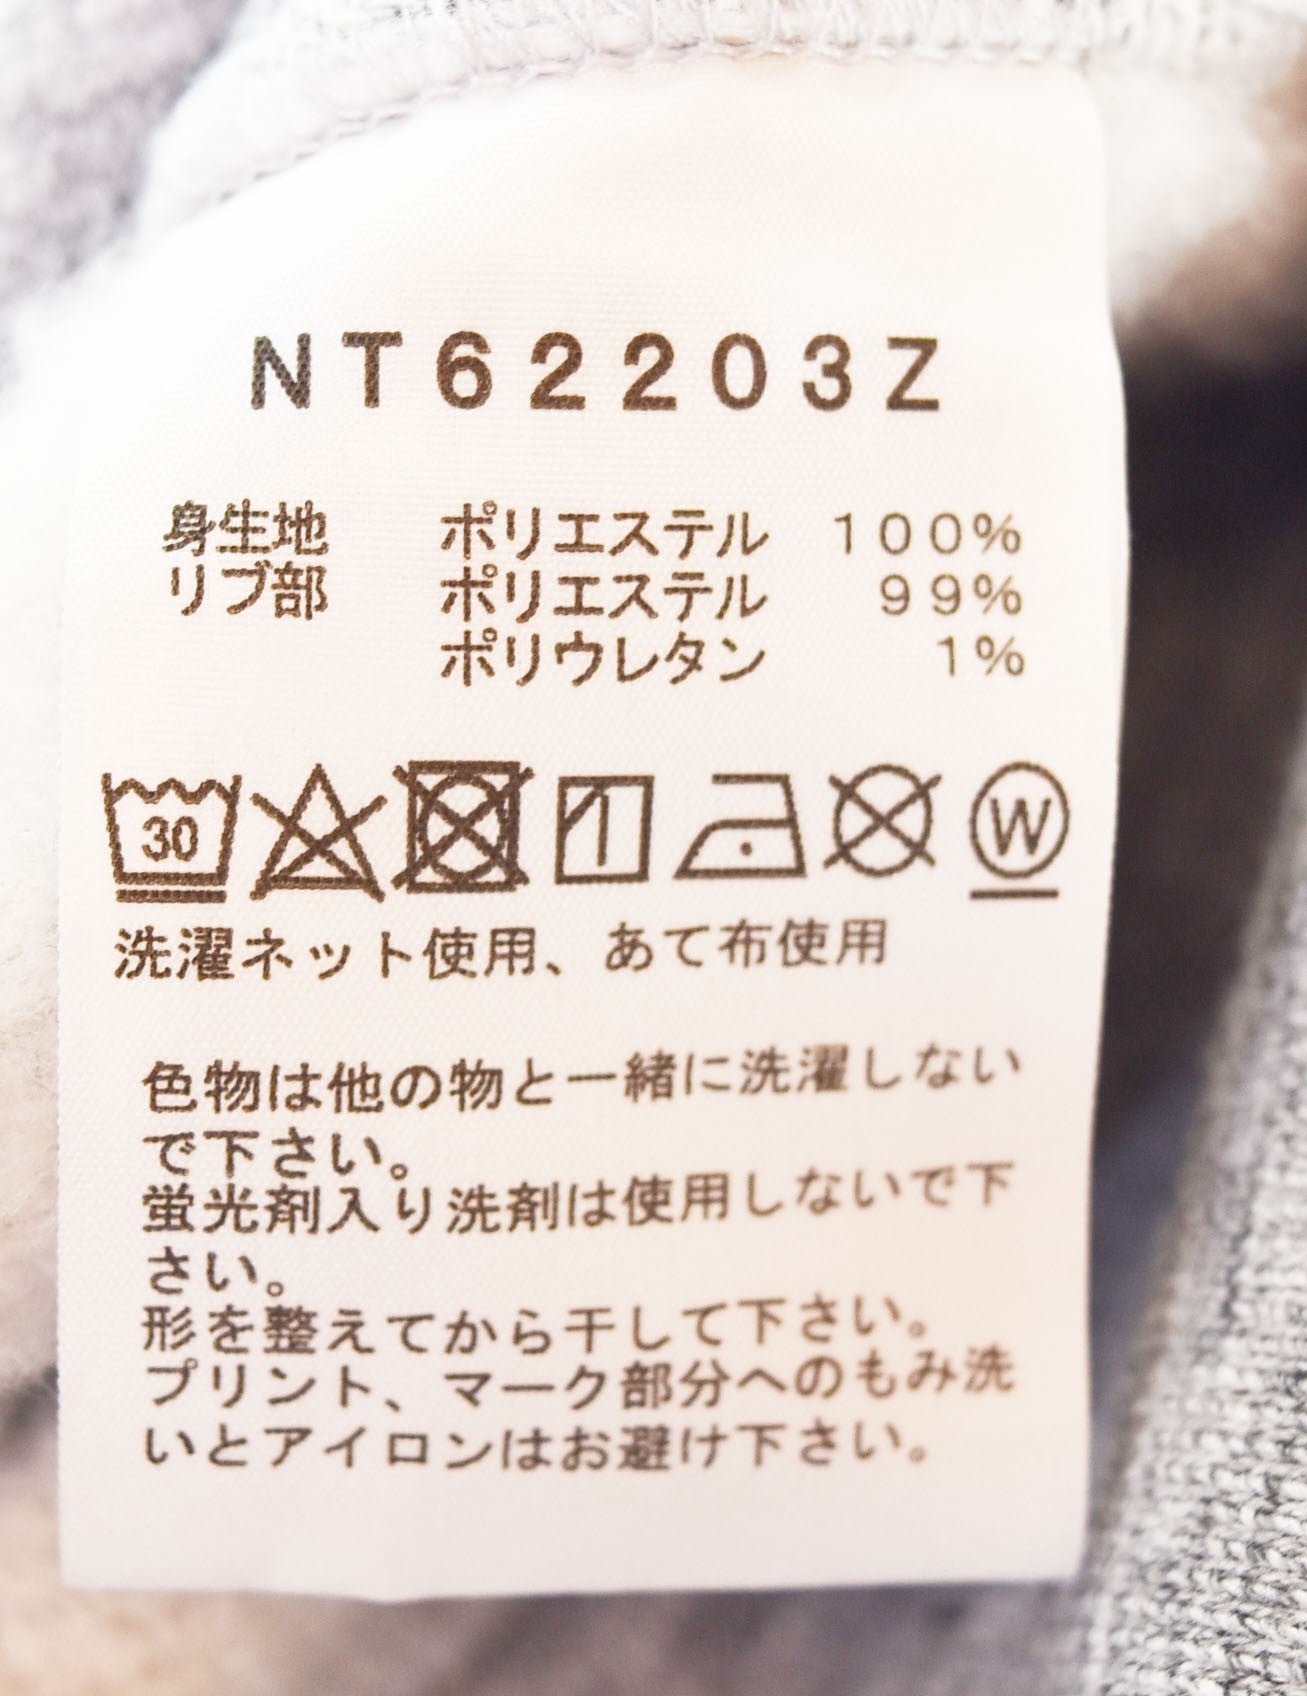 NT62203Z
身生地 ポリエステル 100%
リブ部 ポリエステル 99%
ポリウレタン 1%
30 W
洗濯ネット使用、あて布使用
色物は他の物と一緒に洗濯しない
で下さい。
蛍光剤入り洗剤は使用しないで下
さい。
形を整えてから干して下さい。
プリント、マーク部分へのもみ洗
いとアイロンはお避け下さい。